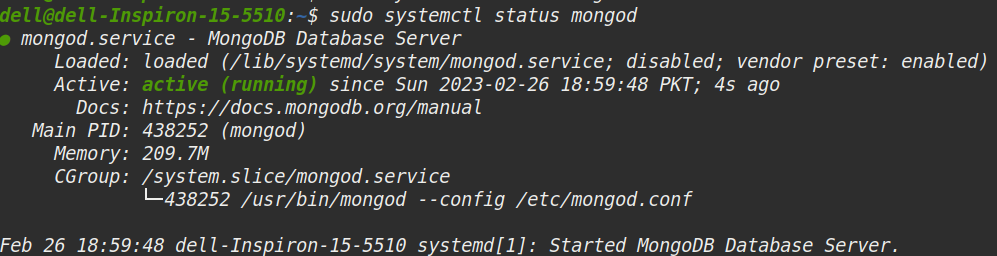 dell@dell-Inspiron-15-5510:~$ sudo systemctl status mongod
● mongod.service - MongoDB Database Server
Loaded: loaded (/lib/systemd/system/mongod.service; disabled; vendor preset: enabled)
Active: active (running) since Sun 2023-02-26 18:59:48 PKT; 4s ago
Docs: https://docs.mongodb.org/manual
Main PID: 438252 (mongod)
Memory: 209.7M
CGroup: /system.slice/mongod.service
└─438252 /usr/bin/mongod --config /etc/mongod.conf
Feb 26 18:59:48 dell-Inspiron-15-5510 systemd[1]: Started MongoDB Database Server.